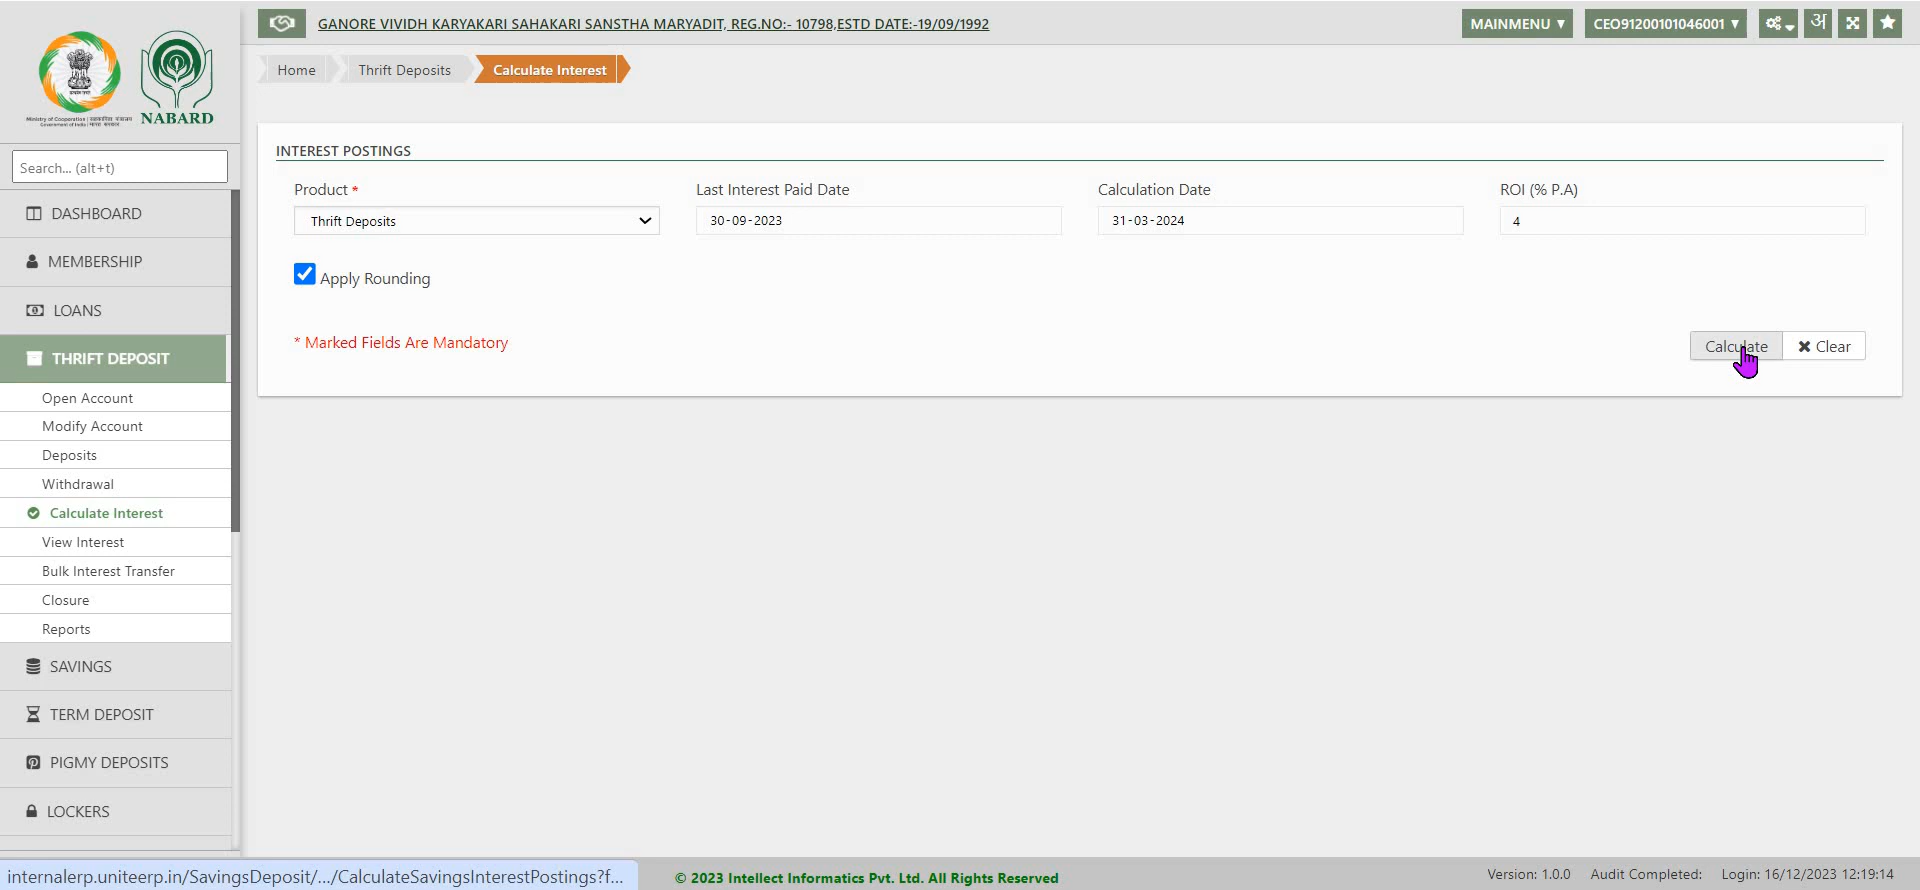 GANORE VIVIDH KARYAKARI SAHAKARI SANSTHA MARYADIT, REG.NO:- 10798,ESTD DATE:-19/09/1992
MAINMENU ▾
CEO91200101046001 ▾
अ
NABARD
Home
Thrift Deposits
Calculate Interest
Search... (alt+t)
DASHBOARD
MEMBERSHIP
LOANS
THRIFT DEPOSIT
Open Account
Modify Account
Deposits
Withdrawal
Calculate Interest
View Interest
Bulk Interest Transfer
Closure
Reports
SAVINGS
TERM DEPOSIT
PIGMY DEPOSITS
LOCKERS
INTEREST POSTINGS
Product *
Last Interest Paid Date
Calculation Date
ROI (% P.A)
Thrift Deposits
30-09-2023
31-03-2024
4
Apply Rounding
* Marked Fields Are Mandatory
Calculate
Clear
internalerp.uniteerp.in/SavingsDeposit/.../CalculateSavingsInterestPostings?f...
© 2023 Intellect Informatics Pvt. Ltd. All Rights Reserved
Version: 1.0.0
Audit Completed:
Login: 16/12/2023 12:19:14